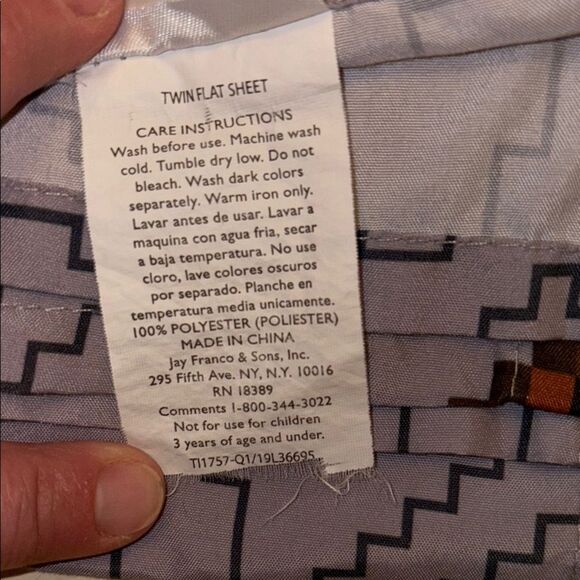 TWIN FLAT SHEET
CARE INSTRUCTIONS
Wash before use. Machine wash
cold. Tumble dry low. Do not
bleach. Wash dark colors
separately. Warm iron only.
Lavar antes de usar. Lavar a
maquina con agua fria, secar
a baja temperatura. No use
cloro, lave colores oscuros
por separado. Planche en
temperatura media unicamente.
100% POLYESTER (POLIESTER)
MADE IN CHINA
Jay Franco & Sons, Inc.
295 Fifth Ave. NY, N.Y. 10016
RN 18389
Comments 1-800-344-3022
Not for use for children
3 years of age and under.
TI1757-Q1/19L36695